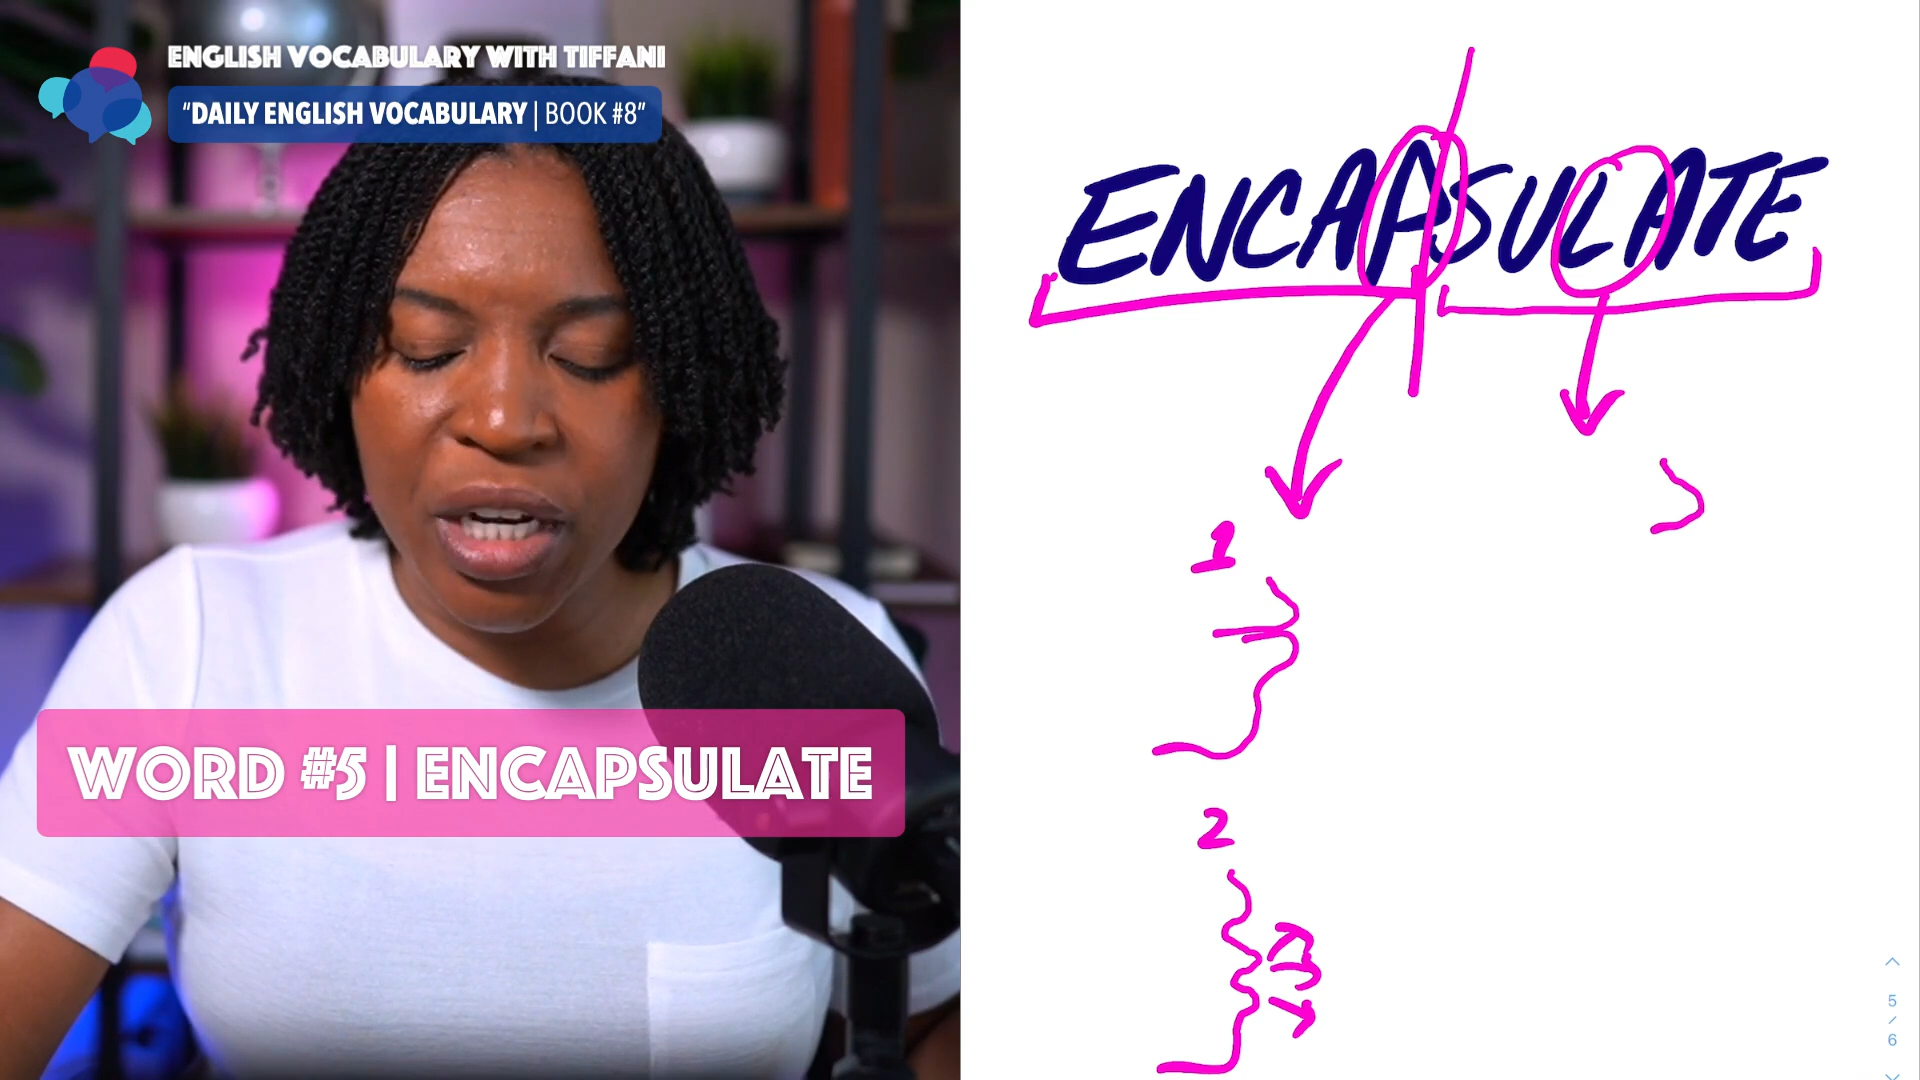 ENGLISH VOCABULARY WITH TIFFANI
"DAILY ENGLISH VOCABULARY | BOOK #8"
WORD #5 | ENCAPSULATE
ENCAPSULATE
1
2
5
/
6